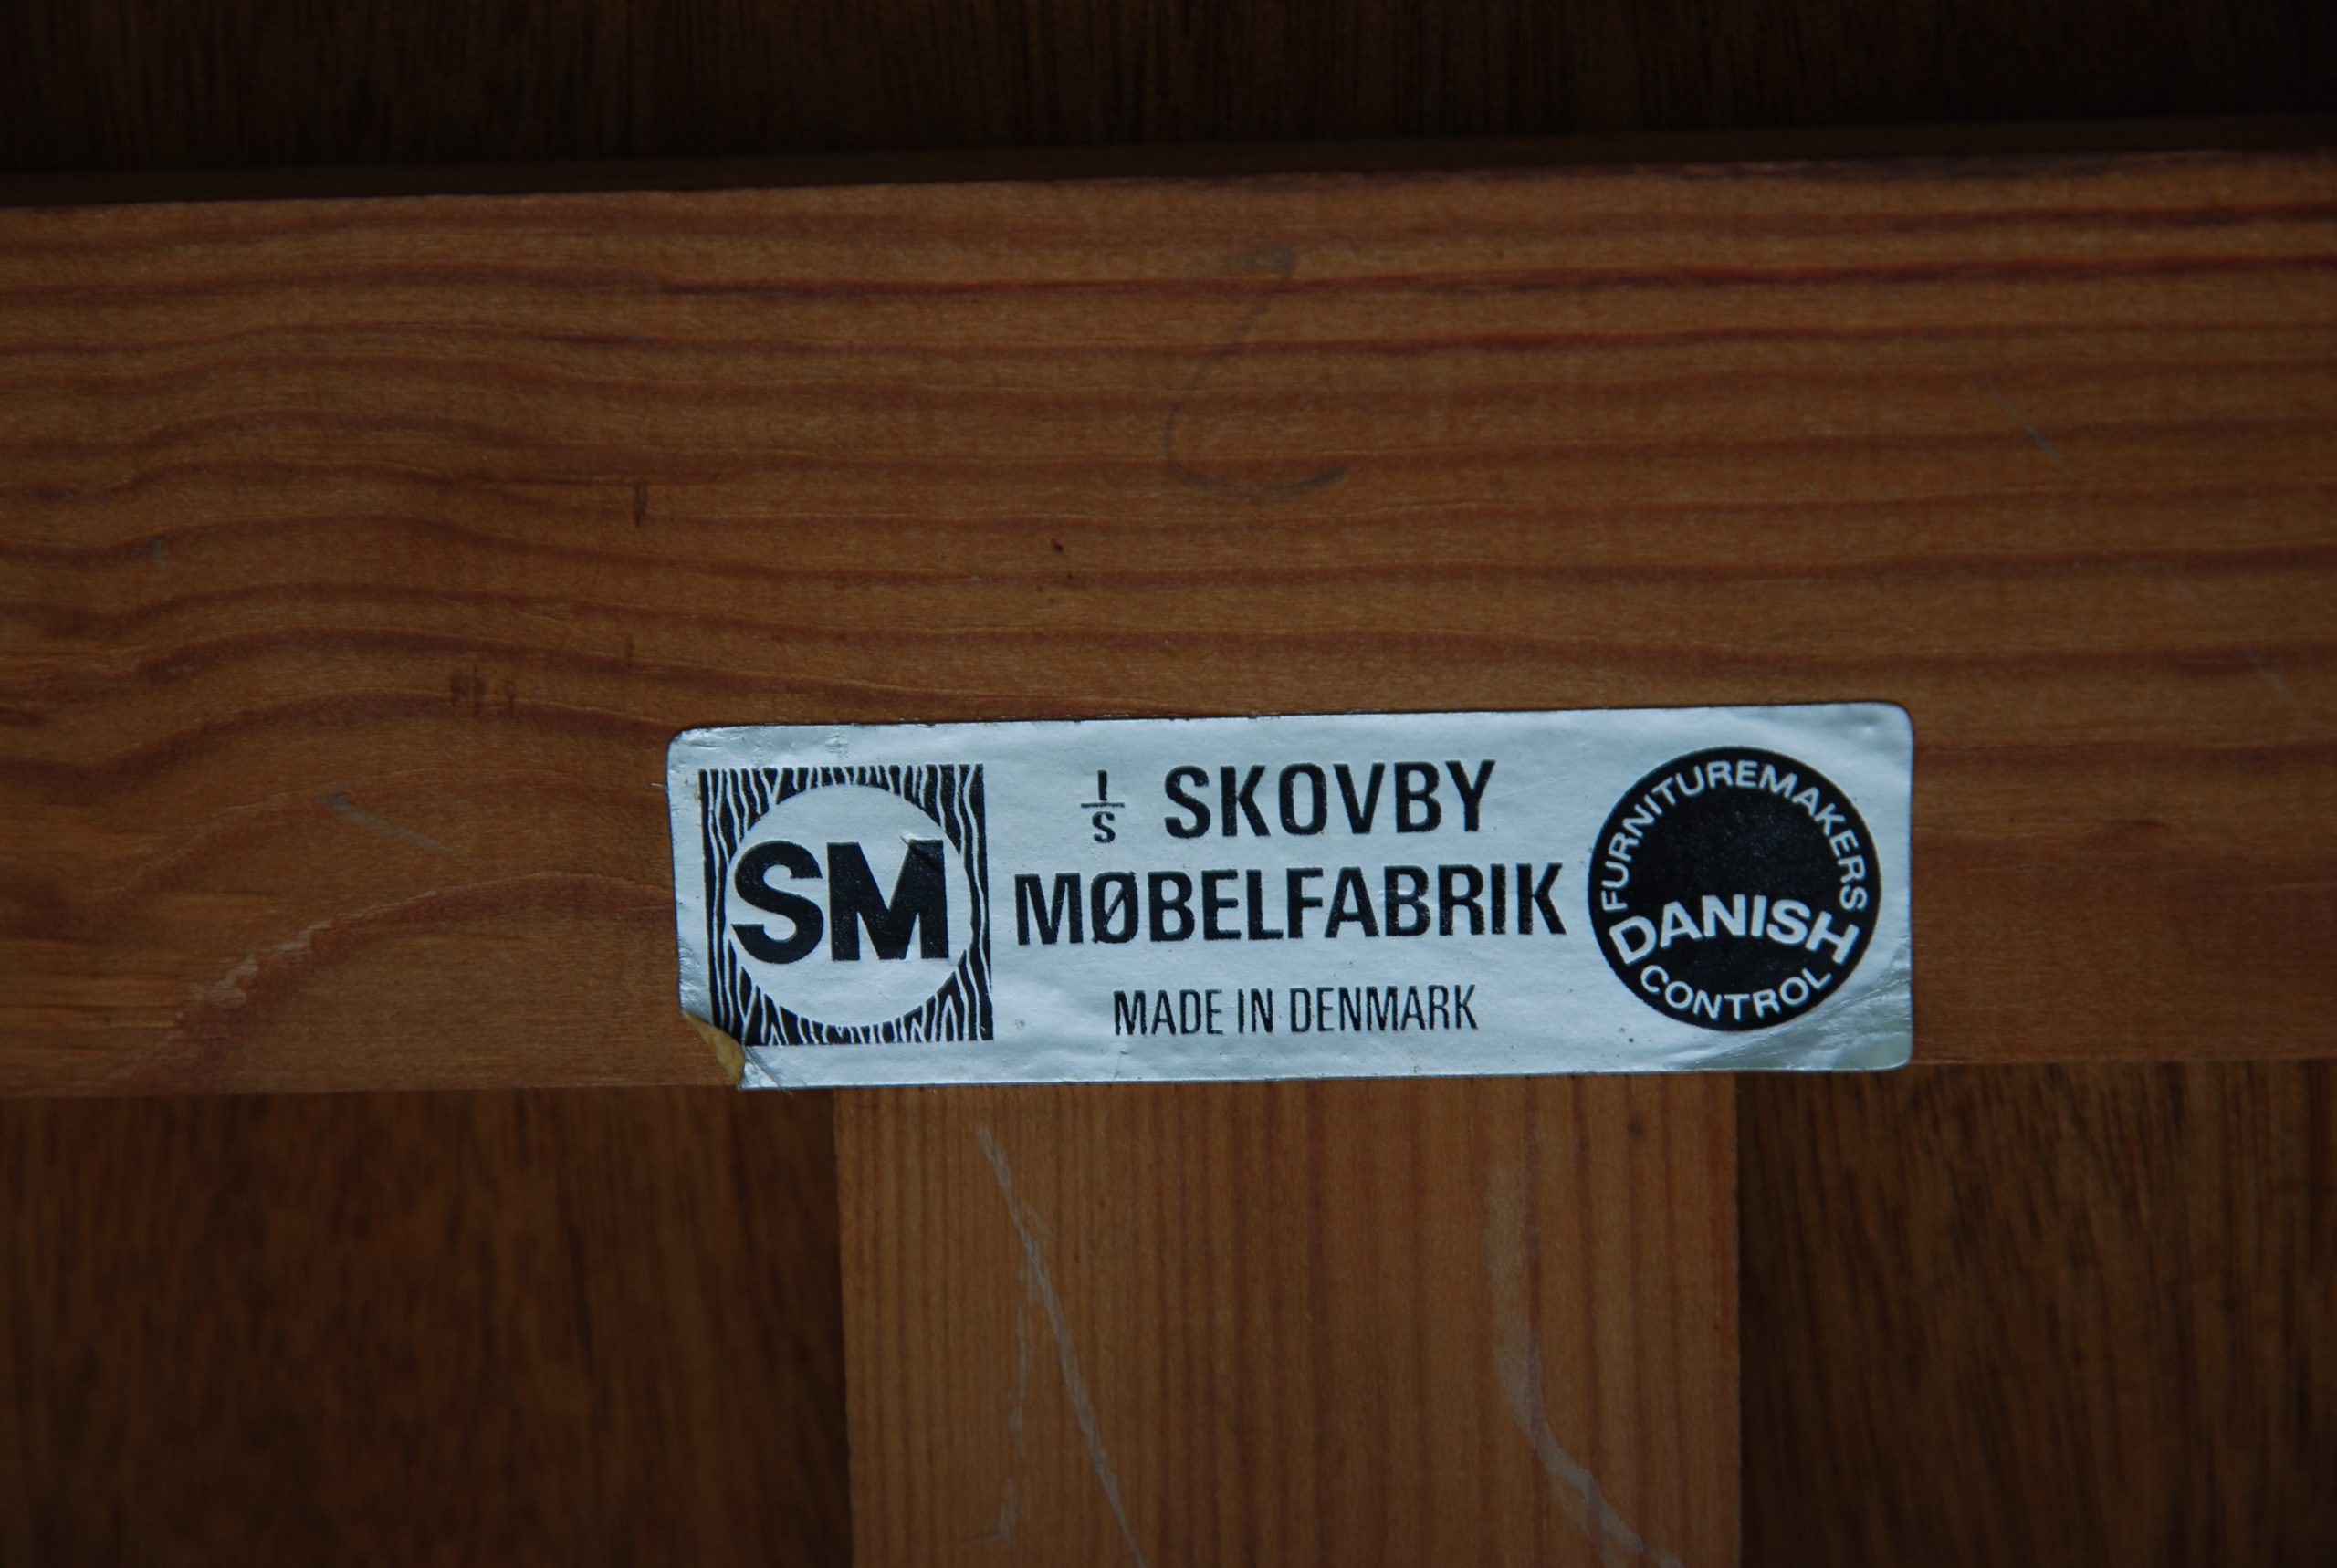 SM
I/S SKOVBY
MØBELFABRIK
MADE IN DENMARK
FURNITUREMAKERS
DANISH
CONTROL